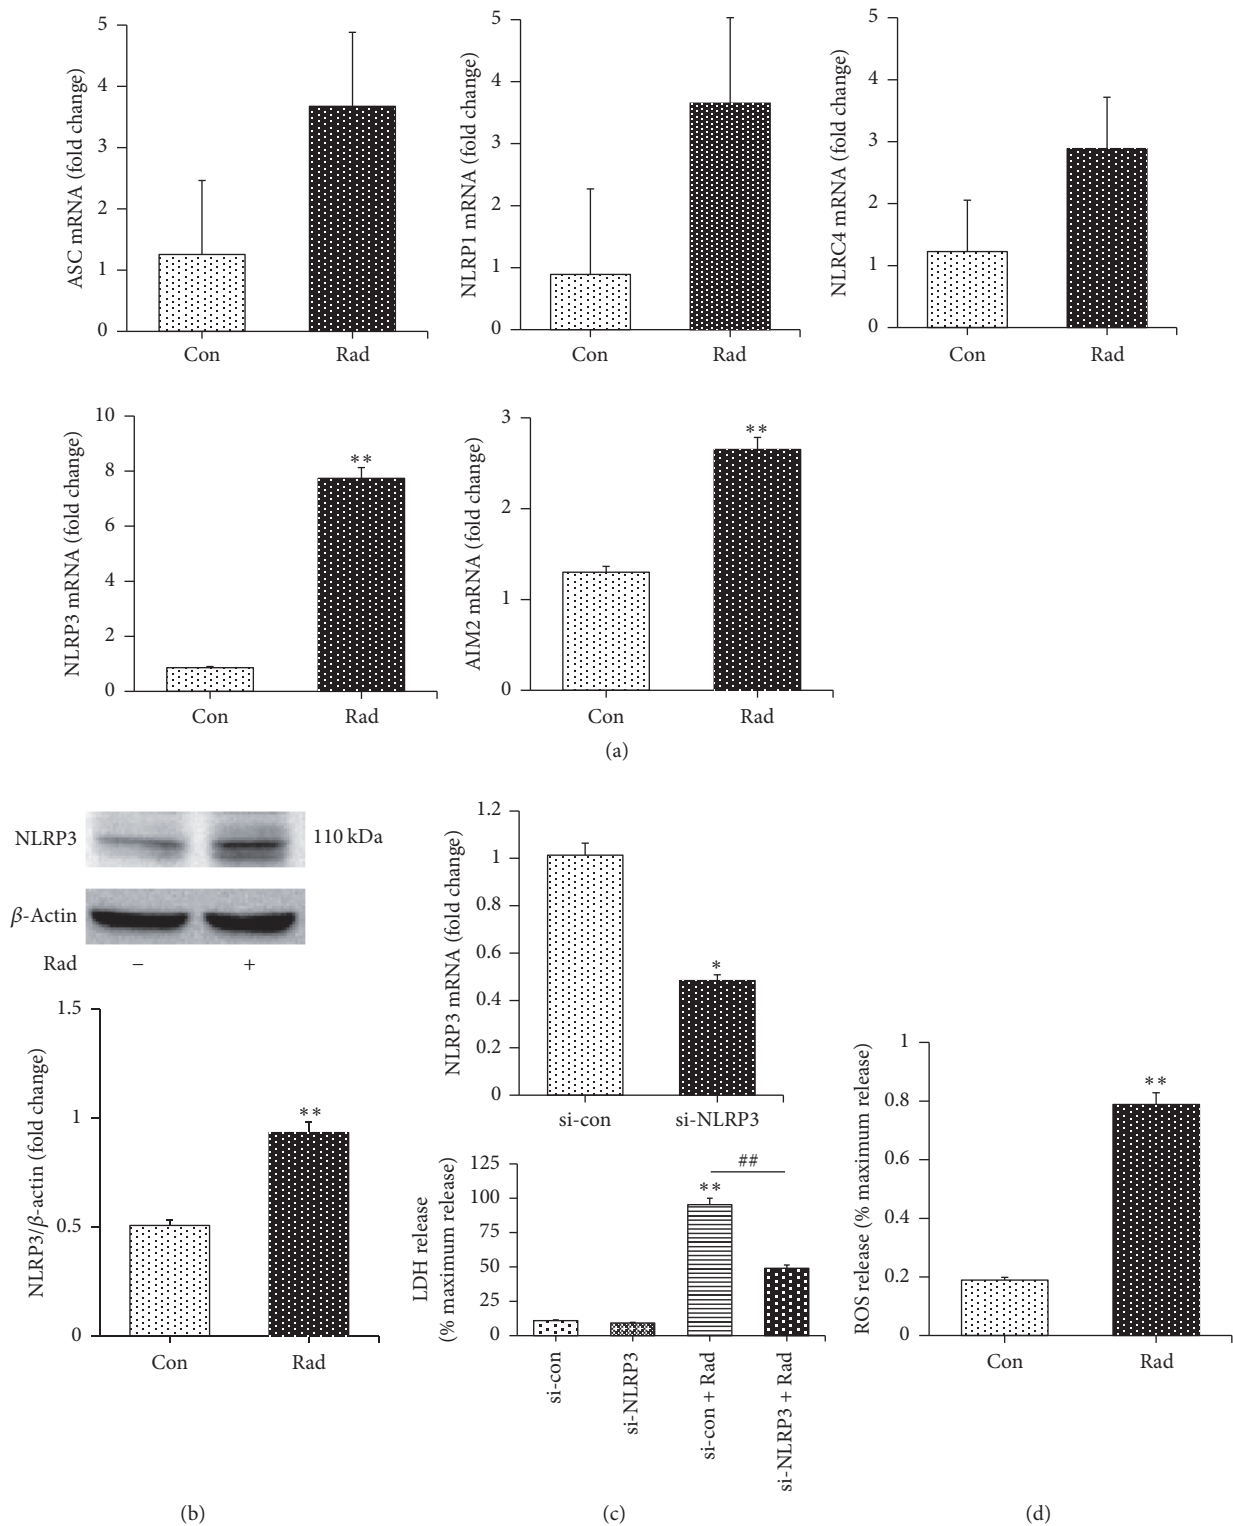 ASC mRNA (fold change)
5
4
3
2
1
0
Con Rad
NLRP1 mRNA (fold change)
5
4
3
2
1
0
Con Rad
NLRC4 mRNA (fold change)
5
4
3
2
1
0
Con Rad
NLRP3 mRNA (fold change)
10
8
6
4
2
0
**
Con Rad
AIM2 mRNA (fold change)
3
2
1
0
**
Con Rad
(a)
NLRP3 110 kDa
β-Actin
Rad − +
NLRP3/β-actin (fold change)
1.5
1
0.5
0
**
Con Rad
(b)
NLRP3 mRNA (fold change)
1.2
1
0.8
0.6
0.4
0.2
0
*
si-con si-NLRP3
LDH release
(% maximum release)
125
100
75
50
25
0
##
**
si-con
si-NLRP3
si-con + Rad
si-NLRP3 + Rad
(c)
ROS release (% maximum release)
1
0.8
0.6
0.4
0.2
0
**
Con Rad
(d)